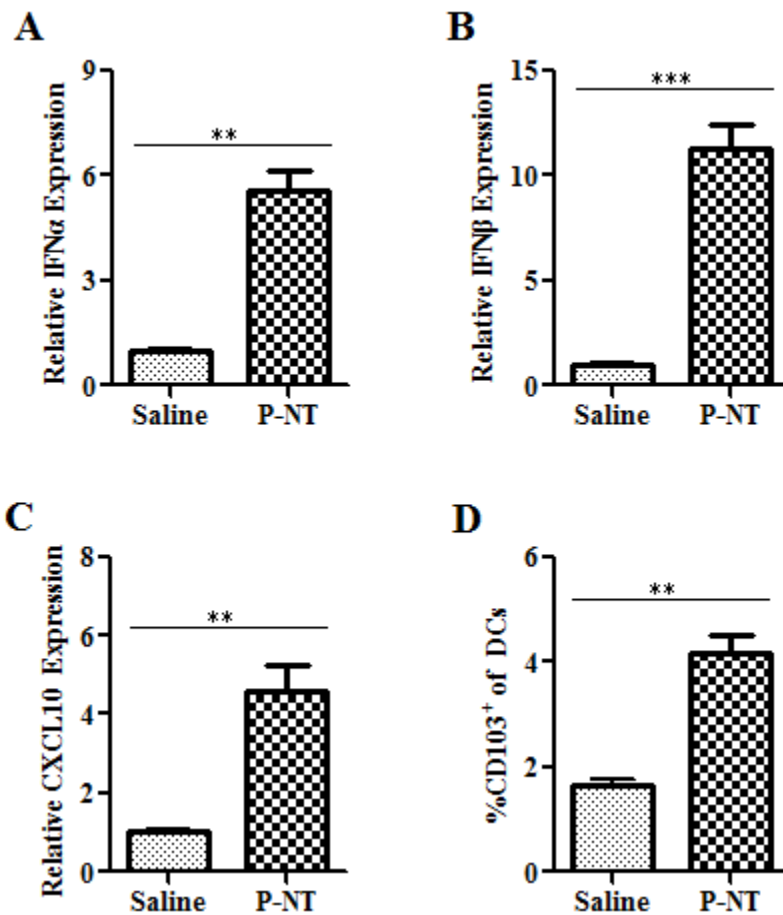 A
Relative IFNα Expression
9
6
3
0
**
Saline P-NT
B
Relative IFNβ Expression
15
10
5
0
***
Saline P-NT
C
Relative CXCL10 Expression
8
6
4
2
0
**
Saline P-NT
D
%CD103⁺ of DCs
6
4
2
0
**
Saline P-NT